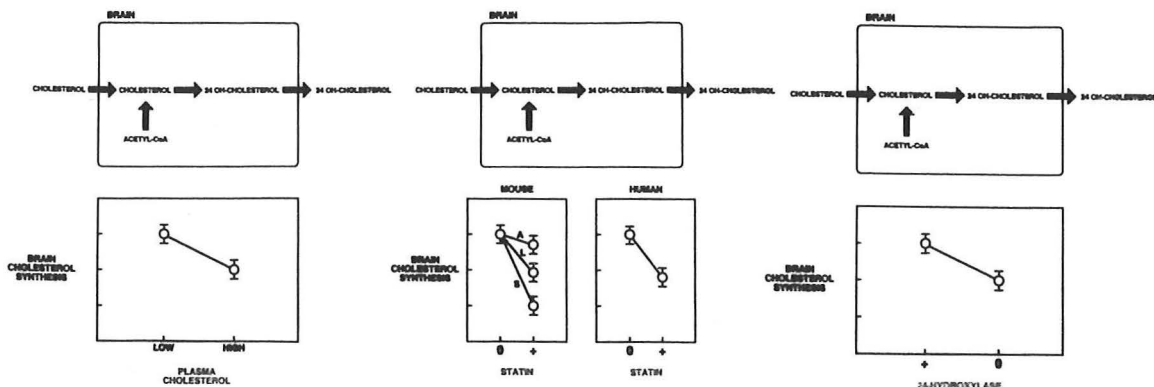 BRAIN
CHOLESTEROL CHOLESTEROL 24 OH-CHOLESTEROL 24 OH-CHOLESTEROL
ACETYL-CoA
BRAIN
CHOLESTEROL
SYNTHESIS
LOW HIGH
PLASMA
CHOLESTEROL
BRAIN
CHOLESTEROL CHOLESTEROL 24 OH-CHOLESTEROL 24 OH-CHOLESTEROL
ACETYL-CoA
MOUSE HUMAN
BRAIN
CHOLESTEROL
SYNTHESIS
A
L
S
0 + 0 +
STATIN STATIN
BRAIN
CHOLESTEROL CHOLESTEROL 24 OH-CHOLESTEROL 24 OH-CHOLESTEROL
ACETYL-CoA
BRAIN
CHOLESTEROL
SYNTHESIS
+ 0
24-HYDROXYLASE